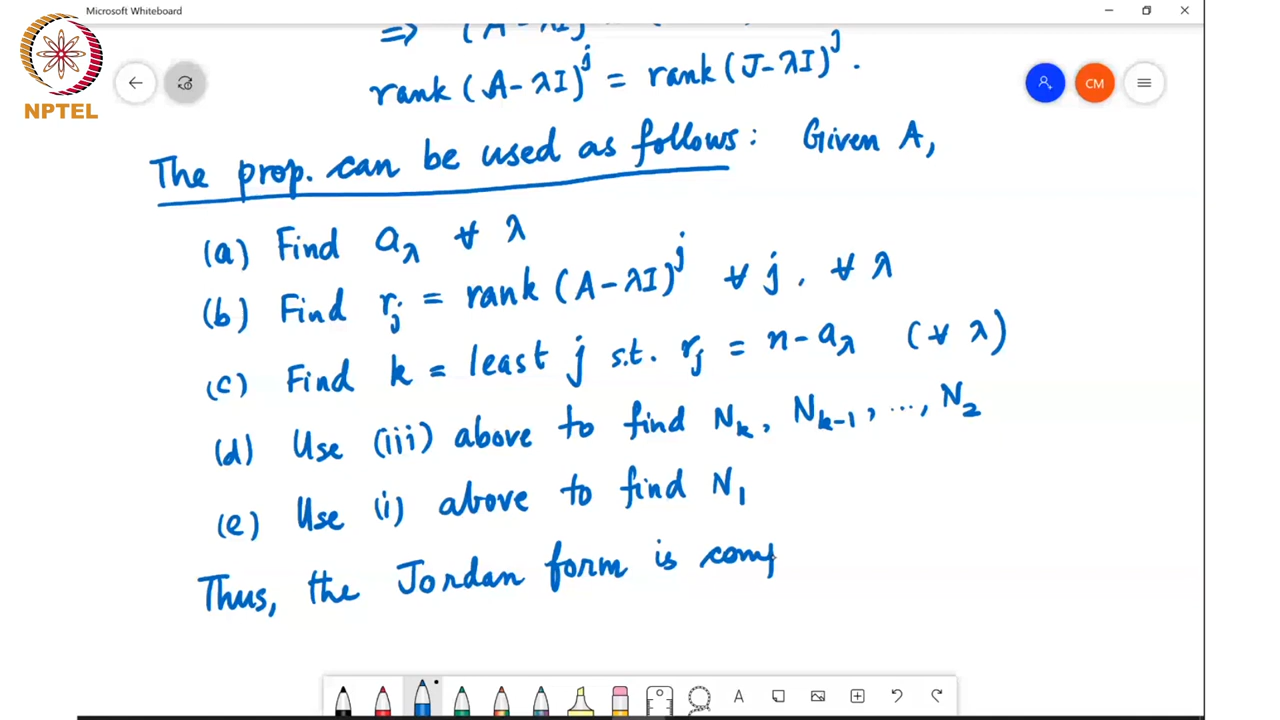 Microsoft Whiteboard
NPTEL
CM
⇒ (A-λI)
rank (A-λI)^j = rank (J-λI)^j.
The prop. can be used as follows: Given A,
(a) Find a_λ ∀ λ
(b) Find r_j = rank (A-λI)^j ∀ j, ∀ λ
(c) Find k = least j s.t. r_j = n - a_λ (∀ λ)
(d) Use (iii) above to find N_k, N_{k-1}, ..., N_2
(e) Use (i) above to find N_1
Thus, the Jordan form is comp
A